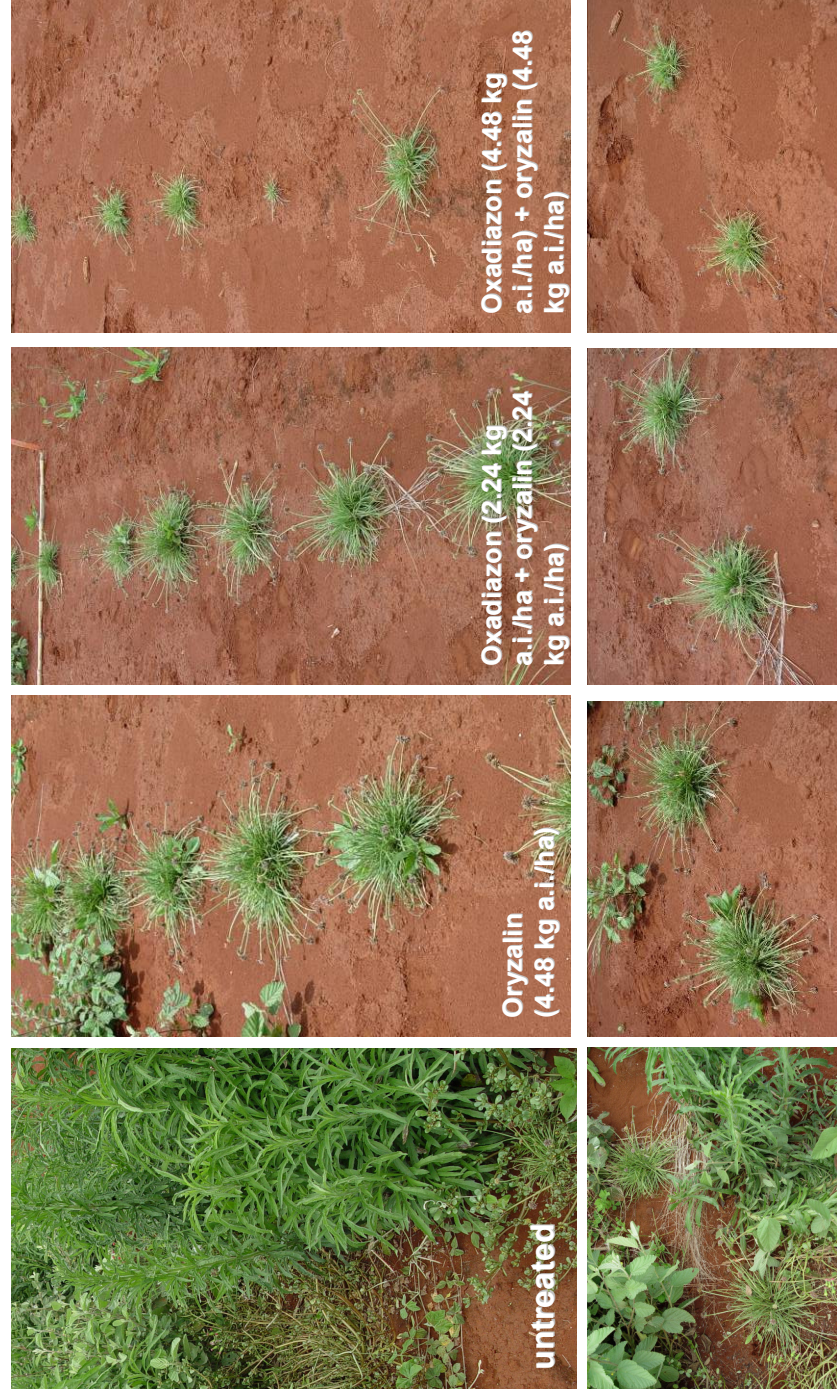 untreated
Oryzalin
(4.48 kg a.i./ha)
Oxadiazon (2.24 kg
a.i./ha + oryzalin (2.24
kg a.i./ha)
Oxadiazon (4.48 kg
a.i./ha) + oryzalin (4.48
kg a.i./ha)